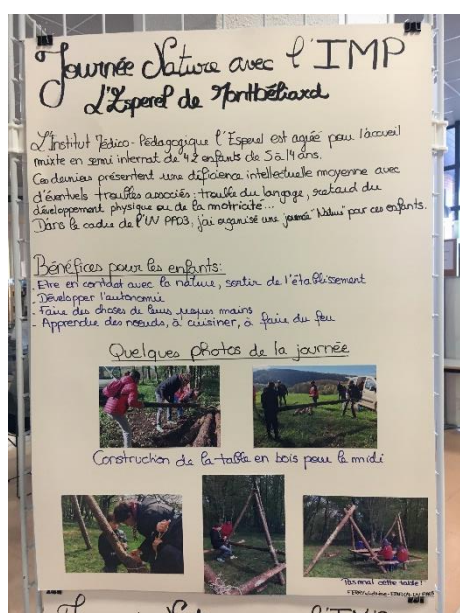 Journée Nature avec l'IMP
L'Esperel de Montbéliard
L'Institut Médico-Pédagogique l'Esperel est agréé pour l'accueil
mixte en semi internat de 42 enfants de 5 à 14 ans.
Ces derniers présentent une déficience intellectuelle moyenne avec
d'éventuels troubles associés : trouble du langage, retard du
développement physique ou de la motricité...
Dans le cadre de l'UV PP03, j'ai organisé une journée "Nature" pour ces enfants.
Bénéfices pour les enfants:
- Etre en contact avec la nature, sortir de l'établissement
- Développer l'autonomie
- Faire des choses de leurs propres mains
- Apprendre des nœuds, à cuisiner, à faire du feu
Quelques photos de la journée
Construction de la table en bois pour le midi
Pas mal cette table!
Journée l'IMP